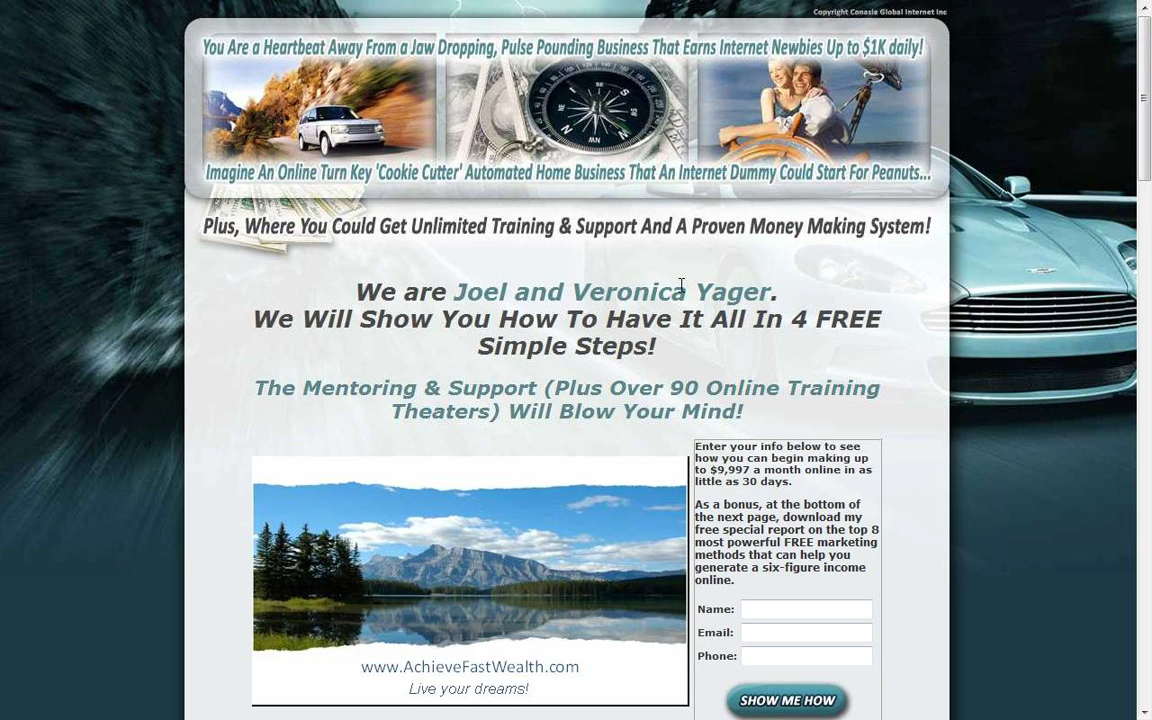 Copyright Conasia Global Internet Inc
You Are a Heartbeat Away From a Jaw Dropping, Pulse Pounding Business That Earns Internet Newbies Up to $1K daily!
Imagine An Online Turn Key 'Cookie Cutter' Automated Home Business That An Internet Dummy Could Start For Peanuts...
Plus, Where You Could Get Unlimited Training & Support And A Proven Money Making System!
We are Joel and Veronica Yager.
We Will Show You How To Have It All In 4 FREE
Simple Steps!
The Mentoring & Support (Plus Over 90 Online Training
Theaters) Will Blow Your Mind!
www.AchieveFastWealth.com
Live your dreams!
Enter your info below to see
how you can begin making up
to $9,997 a month online in as
little as 30 days.
As a bonus, at the bottom of
the next page, download my
free special report on the top 8
most powerful FREE marketing
methods that can help you
generate a six-figure income
online.
Name:
Email:
Phone:
SHOW ME HOW